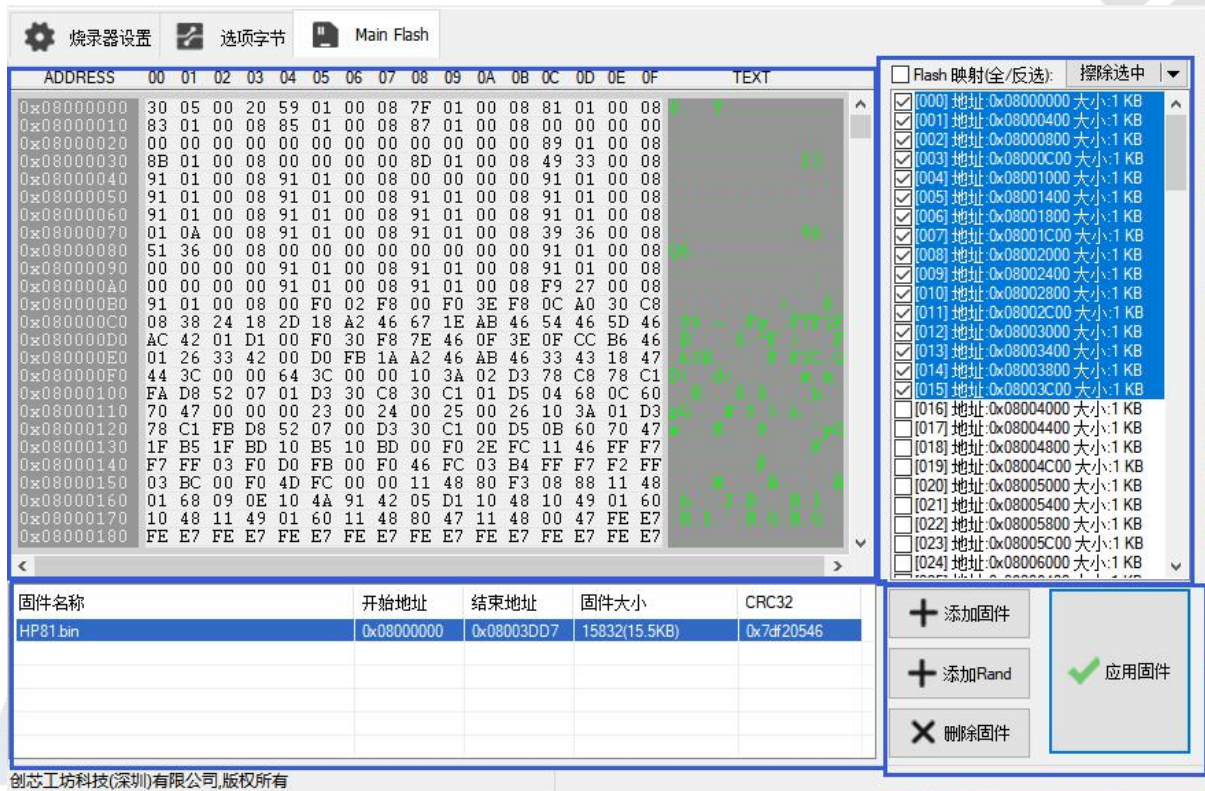 烧录器设置 选项字节 Main Flash
ADDRESS 00 01 02 03 04 05 06 07 08 09 0A 0B 0C 0D 0E 0F TEXT
0x08000000 30 05 00 20 59 01 00 08 7F 01 00 08 81 01 00 08
0x08000010 83 01 00 08 85 01 00 08 87 01 00 08 00 00 00 00
0x08000020 00 00 00 00 00 00 00 00 00 00 00 00 89 01 00 08
0x08000030 8B 01 00 08 00 00 00 00 8D 01 00 08 49 33 00 08
0x08000040 91 01 00 08 91 01 00 08 00 00 00 00 91 01 00 08
0x08000050 91 01 00 08 91 01 00 08 91 01 00 08 91 01 00 08
0x08000060 91 01 00 08 91 01 00 08 91 01 00 08 91 01 00 08
0x08000070 01 0A 00 08 91 01 00 08 91 01 00 08 39 36 00 08
0x08000080 51 36 00 08 00 00 00 00 00 00 00 00 91 01 00 08
0x08000090 00 00 00 00 91 01 00 08 91 01 00 08 91 01 00 08
0x080000A0 00 00 00 00 91 01 00 08 91 01 00 08 F9 27 00 08
0x080000B0 91 01 00 08 00 F0 02 F8 00 F0 3E F8 0C A0 30 C8
0x080000C0 08 38 24 18 2D 18 A2 46 67 1E AB 46 54 46 5D 46
0x080000D0 AC 42 01 D1 00 F0 30 F8 7E 46 0F 3E 0F CC B6 46
0x080000E0 01 26 33 42 00 D0 FB 1A A2 46 AB 46 33 43 18 47
0x080000F0 44 3C 00 00 64 3C 00 00 10 3A 02 D3 78 C8 78 C1
0x08000100 FA D8 52 07 01 D3 30 C8 30 C1 01 D5 04 68 0C 60
0x08000110 70 47 00 00 00 23 00 24 00 25 00 26 10 3A 01 D3
0x08000120 78 C1 FB D8 52 07 00 D3 30 C1 00 D5 0B 60 70 47
0x08000130 1F B5 1F BD 10 B5 10 BD 00 F0 2E FC 11 46 FF F7
0x08000140 F7 FF 03 F0 D0 FB 00 F0 46 FC 03 B4 FF F7 F2 FF
0x08000150 03 BC 00 F0 4D FC 00 00 11 48 80 F3 08 88 11 48
0x08000160 01 68 09 0E 10 4A 91 42 05 D1 10 48 10 49 01 60
0x08000170 10 48 11 49 01 60 11 48 80 47 11 48 00 47 FE E7
0x08000180 FE E7 FE E7 FE E7 FE E7 FE E7 FE E7 FE E7 FE E7
Flash 映射(全/反选): 擦除选中
[000] 地址:0x08000000 大小:1 KB
[001] 地址:0x08000400 大小:1 KB
[002] 地址:0x08000800 大小:1 KB
[003] 地址:0x08000C00 大小:1 KB
[004] 地址:0x08001000 大小:1 KB
[005] 地址:0x08001400 大小:1 KB
[006] 地址:0x08001800 大小:1 KB
[007] 地址:0x08001C00 大小:1 KB
[008] 地址:0x08002000 大小:1 KB
[009] 地址:0x08002400 大小:1 KB
[010] 地址:0x08002800 大小:1 KB
[011] 地址:0x08002C00 大小:1 KB
[012] 地址:0x08003000 大小:1 KB
[013] 地址:0x08003400 大小:1 KB
[014] 地址:0x08003800 大小:1 KB
[015] 地址:0x08003C00 大小:1 KB
[016] 地址:0x08004000 大小:1 KB
[017] 地址:0x08004400 大小:1 KB
[018] 地址:0x08004800 大小:1 KB
[019] 地址:0x08004C00 大小:1 KB
[020] 地址:0x08005000 大小:1 KB
[021] 地址:0x08005400 大小:1 KB
[022] 地址:0x08005800 大小:1 KB
[023] 地址:0x08005C00 大小:1 KB
[024] 地址:0x08006000 大小:1 KB
固件名称 开始地址 结束地址 固件大小 CRC32
HP81.bin 0x08000000 0x08003DD7 15832(15.5KB) 0x7df20546
添加固件
添加Rand
删除固件
应用固件
创芯工坊科技(深圳)有限公司,版权所有